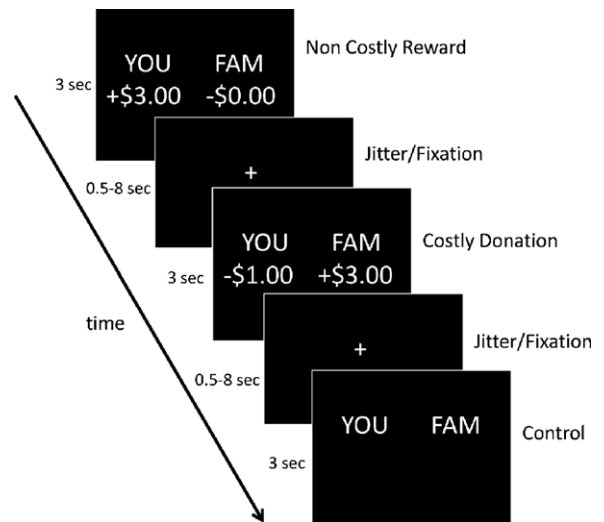 YOU FAM
+$3.00 -$0.00
Non Costly Reward
3 sec
+
Jitter/Fixation
0.5-8 sec
YOU FAM
-$1.00 +$3.00
Costly Donation
3 sec
time
+
Jitter/Fixation
0.5-8 sec
YOU FAM
Control
3 sec